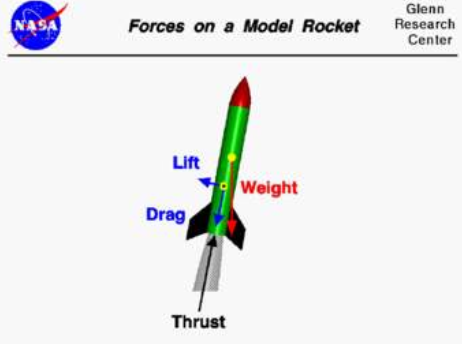 NASA
Forces on a Model Rocket
Glenn
Research
Center
Lift
Weight
Drag
Thrust